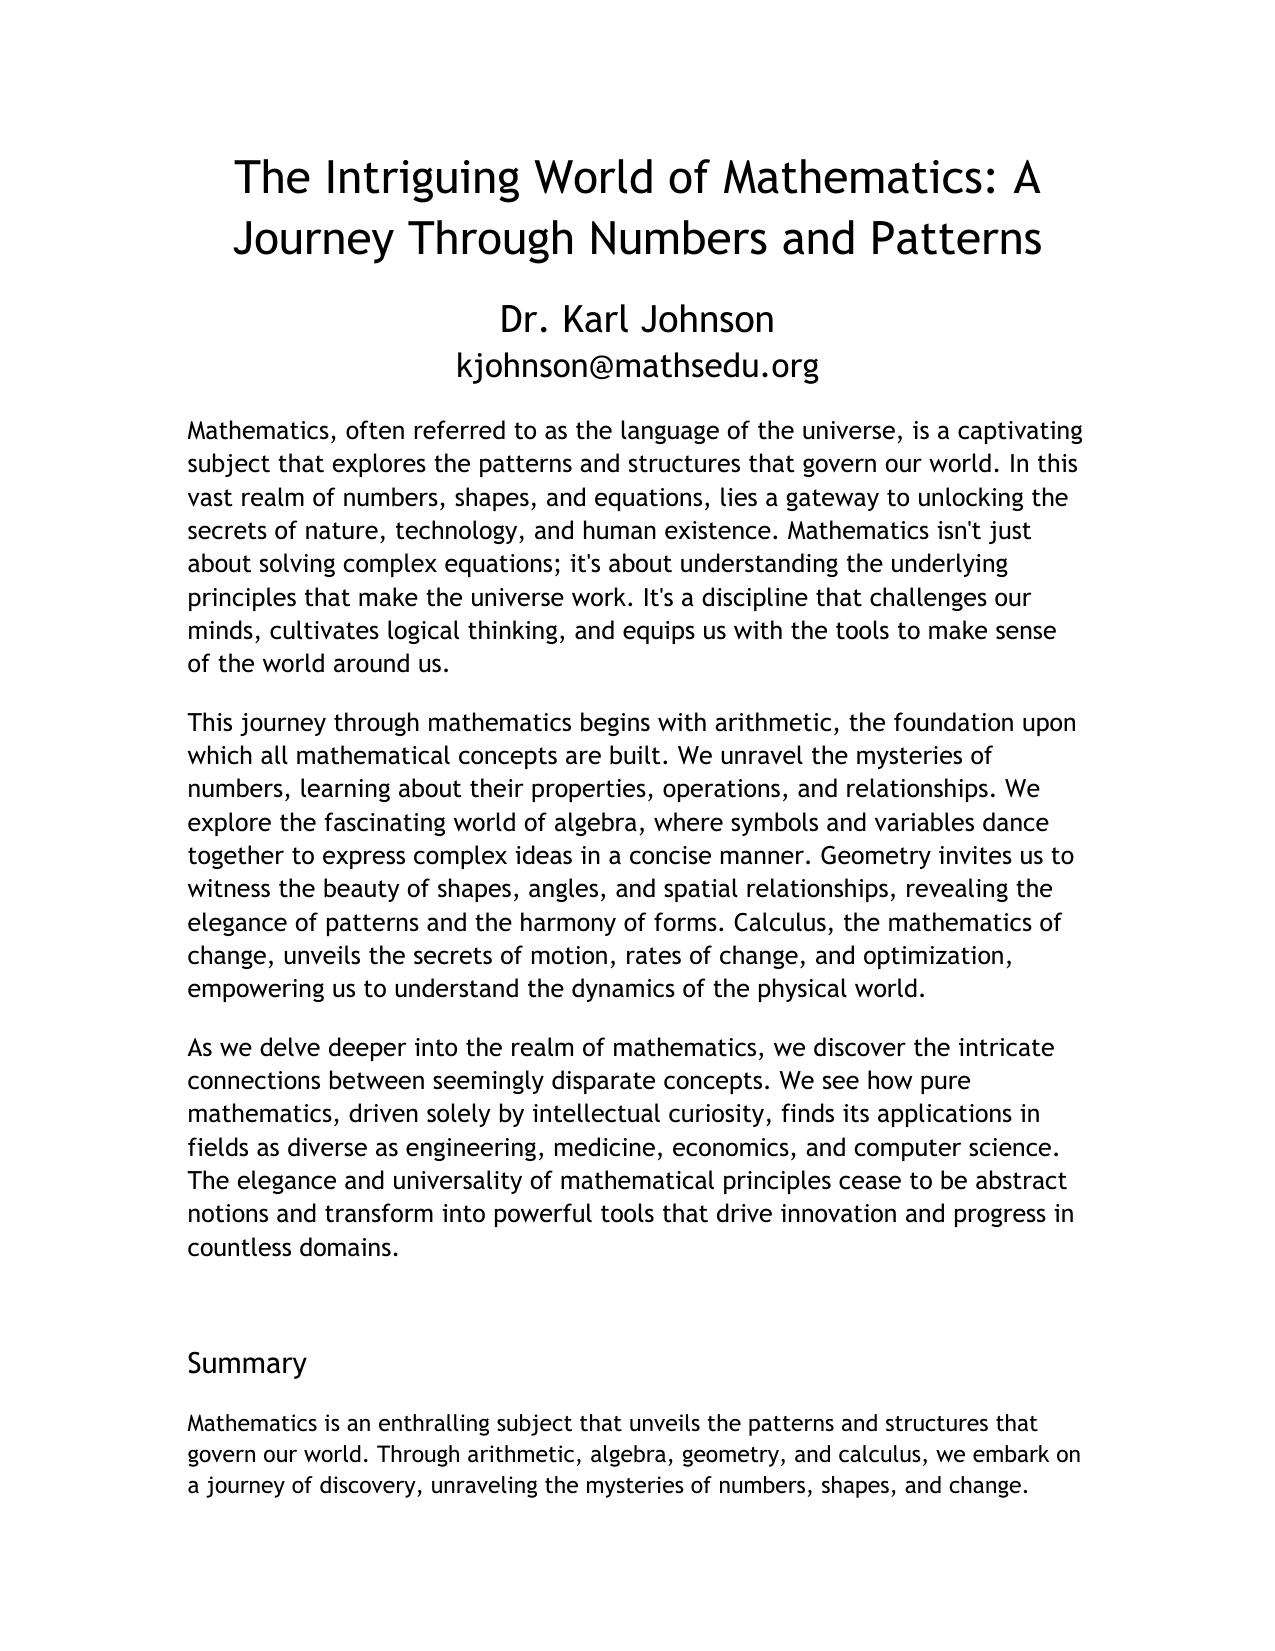 The Intriguing World of Mathematics: A
Journey Through Numbers and Patterns
Dr. Karl Johnson
kjohnson@mathsedu.org
Mathematics, often referred to as the language of the universe, is a captivating
subject that explores the patterns and structures that govern our world. In this
vast realm of numbers, shapes, and equations, lies a gateway to unlocking the
secrets of nature, technology, and human existence. Mathematics isn't just
about solving complex equations; it's about understanding the underlying
principles that make the universe work. It's a discipline that challenges our
minds, cultivates logical thinking, and equips us with the tools to make sense
of the world around us.
This journey through mathematics begins with arithmetic, the foundation upon
which all mathematical concepts are built. We unravel the mysteries of
numbers, learning about their properties, operations, and relationships. We
explore the fascinating world of algebra, where symbols and variables dance
together to express complex ideas in a concise manner. Geometry invites us to
witness the beauty of shapes, angles, and spatial relationships, revealing the
elegance of patterns and the harmony of forms. Calculus, the mathematics of
change, unveils the secrets of motion, rates of change, and optimization,
empowering us to understand the dynamics of the physical world.
As we delve deeper into the realm of mathematics, we discover the intricate
connections between seemingly disparate concepts. We see how pure
mathematics, driven solely by intellectual curiosity, finds its applications in
fields as diverse as engineering, medicine, economics, and computer science.
The elegance and universality of mathematical principles cease to be abstract
notions and transform into powerful tools that drive innovation and progress in
countless domains.
Summary
Mathematics is an enthralling subject that unveils the patterns and structures that
govern our world. Through arithmetic, algebra, geometry, and calculus, we embark on
a journey of discovery, unraveling the mysteries of numbers, shapes, and change.